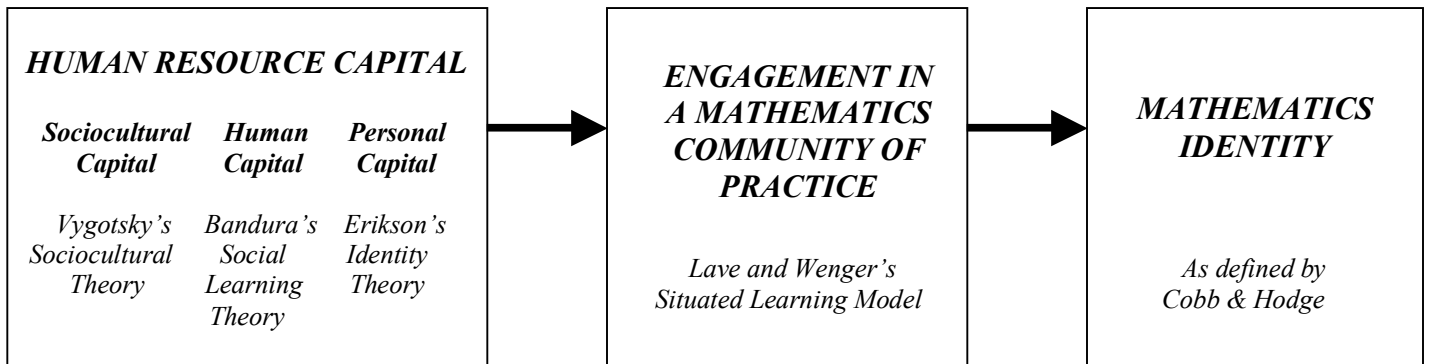 HUMAN RESOURCE CAPITAL
Sociocultural
Capital
Human
Capital
Personal
Capital
Vygotsky's
Sociocultural
Theory
Bandura's
Social
Learning
Theory
Erikson's
Identity
Theory
ENGAGEMENT IN
A MATHEMATICS
COMMUNITY OF
PRACTICE
Lave and Wenger's
Situated Learning Model
MATHEMATICS
IDENTITY
As defined by
Cobb & Hodge